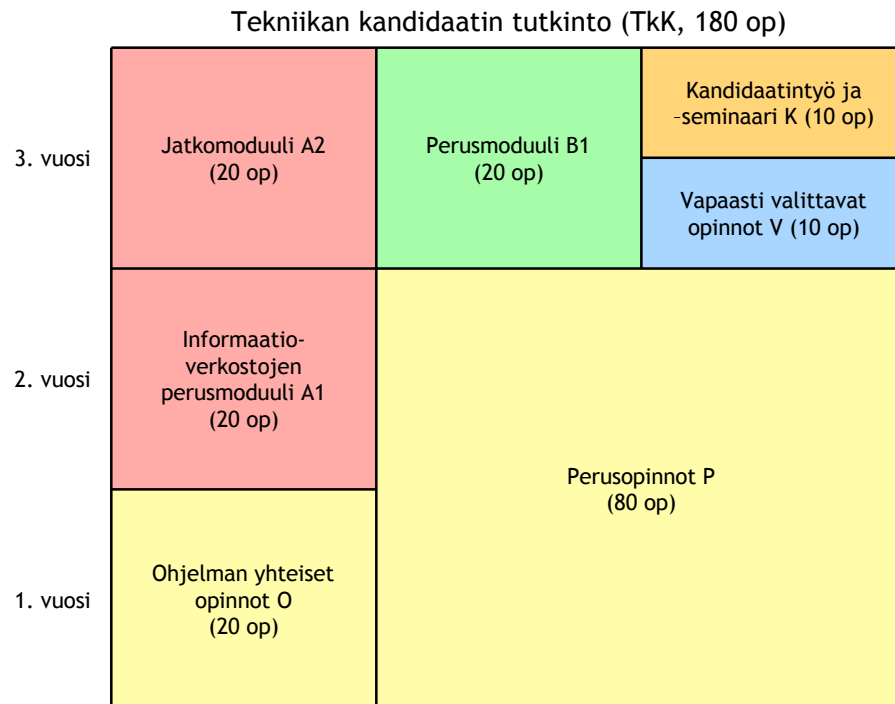 Tekniikan kandidaatin tutkinto (TkK, 180 op)
3. vuosi
Jatkomoduuli A2
(20 op)
Perusmoduuli B1
(20 op)
Kandidaatintyö ja
–seminaari K (10 op)
Vapaasti valittavat
opinnot V (10 op)
2. vuosi
Informaatio-
verkostojen
perusmoduuli A1
(20 op)
Perusopinnot P
(80 op)
1. vuosi
Ohjelman yhteiset
opinnot O
(20 op)